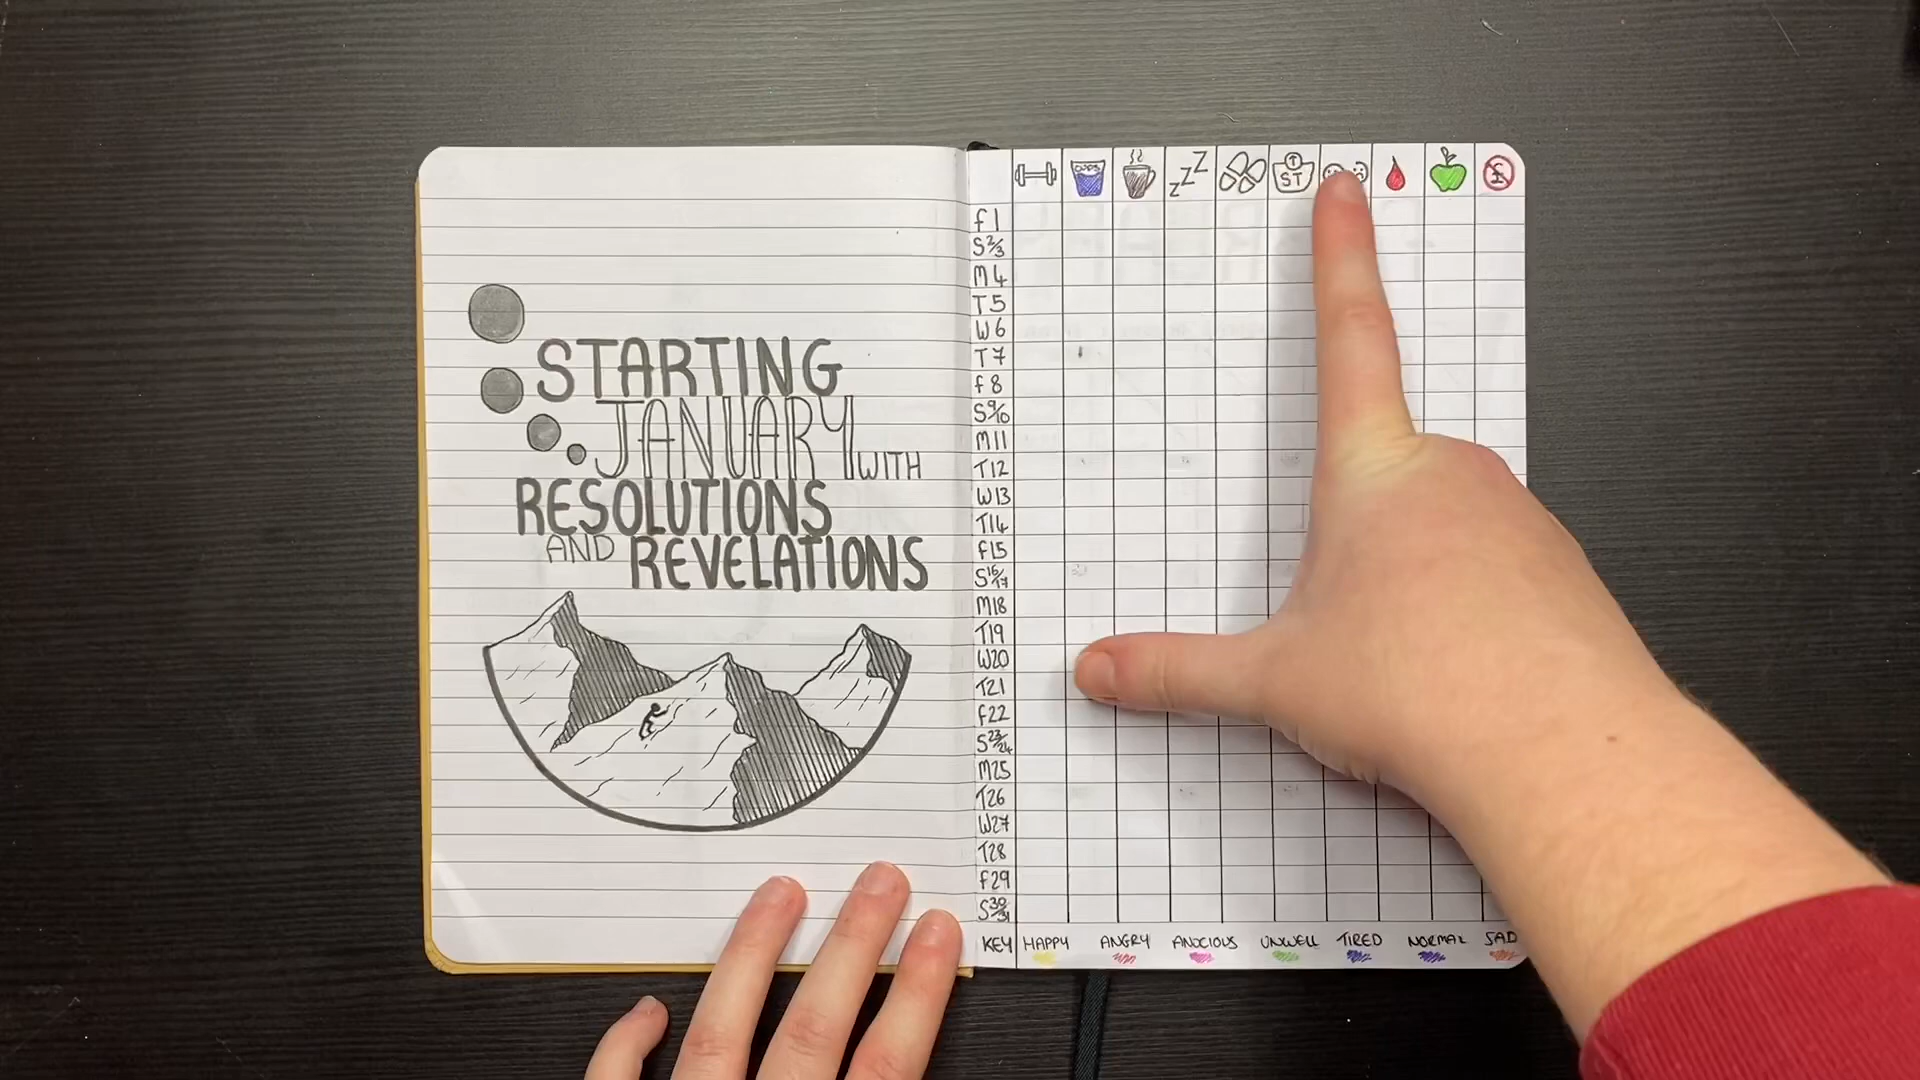 STARTING
JANUARY WITH
RESOLUTIONS
AND REVELATIONS
zzZ
ST
F1
S2/3
M4
T5
W6
T7
F8
S9/10
M11
T12
W13
T14
F15
S16/17
M18
T19
W20
T21
F22
S23/24
M25
T26
W27
T28
F29
S30/31
KEY HAPPY ANGRY ANXCIOUS UNWELL TIRED NORMAL SAD